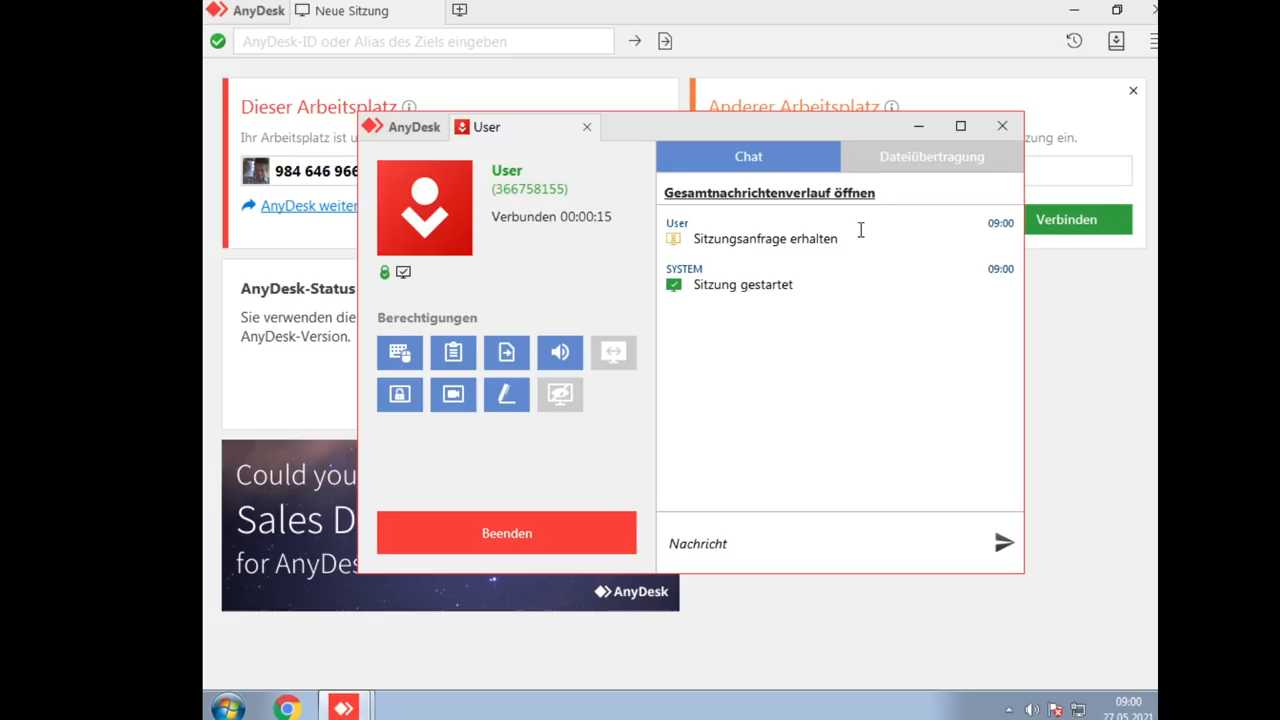 AnyDesk
Neue Sitzung
AnyDesk-ID oder Alias des Ziels eingeben
Dieser Arbeitsplatz
Anderer Arbeitsplatz
Ihr Arbeitsplatz ist
ein.
984 646 966
AnyDesk weiter
Verbinden
AnyDesk-Status
Sie verwenden die
AnyDesk-Version.
Could you
Sales D
for AnyDes
AnyDesk
AnyDesk
User
User
(366758155)
Verbunden 00:00:15
Berechtigungen
Beenden
Chat
Dateiübertragung
Gesamtnachrichtenverlauf öffnen
User 09:00
Sitzungsanfrage erhalten
SYSTEM 09:00
Sitzung gestartet
Nachricht
09:00
27.05.2021